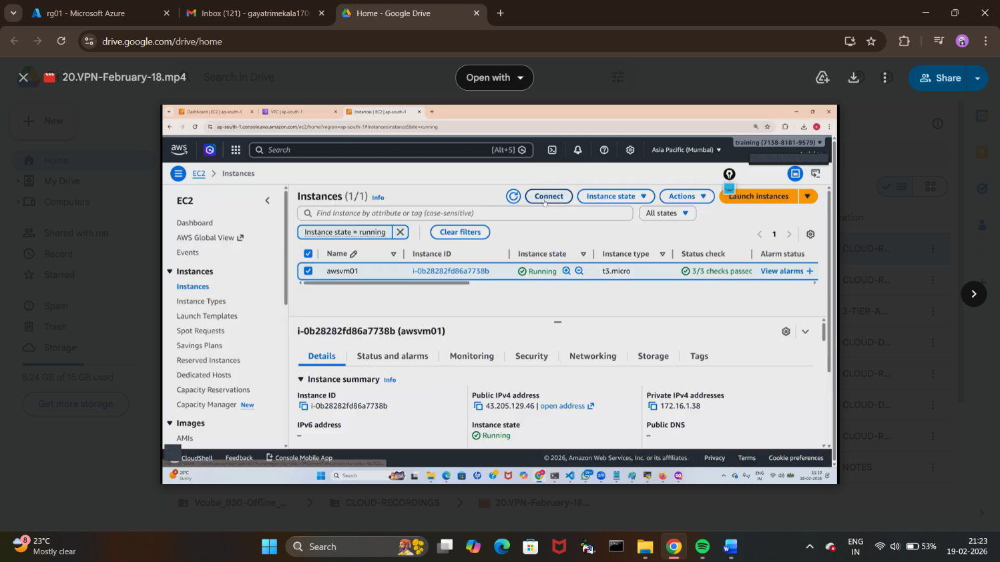 rg01 - Microsoft Azure
Inbox (121) - gayatrimekala170
Home - Google Drive
drive.google.com/drive/home
20.VPN-February-18.mp4
Search in Drive
Open with
Share
New
Home
My Drive
Computers
Shared with me
Recent
Starred
Spam
Trash
Storage
8.24 GB of 15 GB used
Get more storage
Dashboard | EC2 | ap-south-1
VPC | ap-south-1
Instances | EC2 | ap-south-1
ap-south-1.console.aws.amazon.com/ec2/home?region=ap-south-1#Instances:instanceState=running
aws
Search
[Alt+S]
Asia Pacific (Mumbai)
training (7138-8181-9579)
EC2
Instances
EC2
Dashboard
AWS Global View
Events
Instances
Instances
Instance Types
Launch Templates
Spot Requests
Savings Plans
Reserved Instances
Dedicated Hosts
Capacity Reservations
Capacity Manager New
Images
AMIs
Instances (1/1) Info
Connect
Instance state
Actions
Launch instances
Find Instance by attribute or tag (case-sensitive)
All states
Instance state = running
Clear filters
1
Name
Instance ID
Instance state
Instance type
Status check
Alarm status
awsvm01
i-0b28282fd86a7738b
Running
t3.micro
3/3 checks passec
View alarms +
i-0b28282fd86a7738b (awsvm01)
Details
Status and alarms
Monitoring
Security
Networking
Storage
Tags
Instance summary Info
Instance ID
i-0b28282fd86a7738b
Public IPv4 address
43.205.129.46 | open address
Private IPv4 addresses
172.16.1.38
IPv6 address
–
Instance state
Running
Public DNS
–
CloudShell
Feedback
Console Mobile App
© 2026, Amazon Web Services, Inc. or its affiliates.
Privacy
Terms
Cookie preferences
25°C
Sunny
Search
ENG
IN
11:10
18-02-2026
cation
CLOUD-R...
CLOUD-R...
3-TIER-A...
CLOUD-D...
CLOUD-R...
CLOUD-D...
CLOUD-R...
NOTES
Vcube_B30-Offline_...
CLOUD-RECORDINGS
20.VPN-February-18...
23°C
Mostly clear
Search
ENG
IN
53%
21:23
19-02-2026